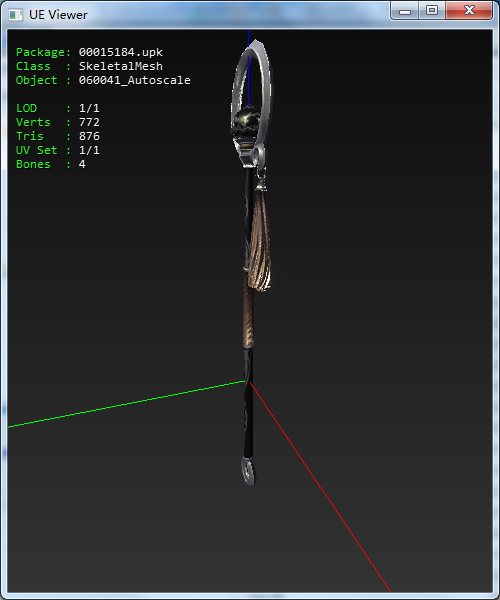 UE Viewer
Package: 00015184.upk
Class : SkeletalMesh
Object : 060041_Autoscale
LOD : 1/1
Verts : 772
Tris : 876
UV Set : 1/1
Bones : 4